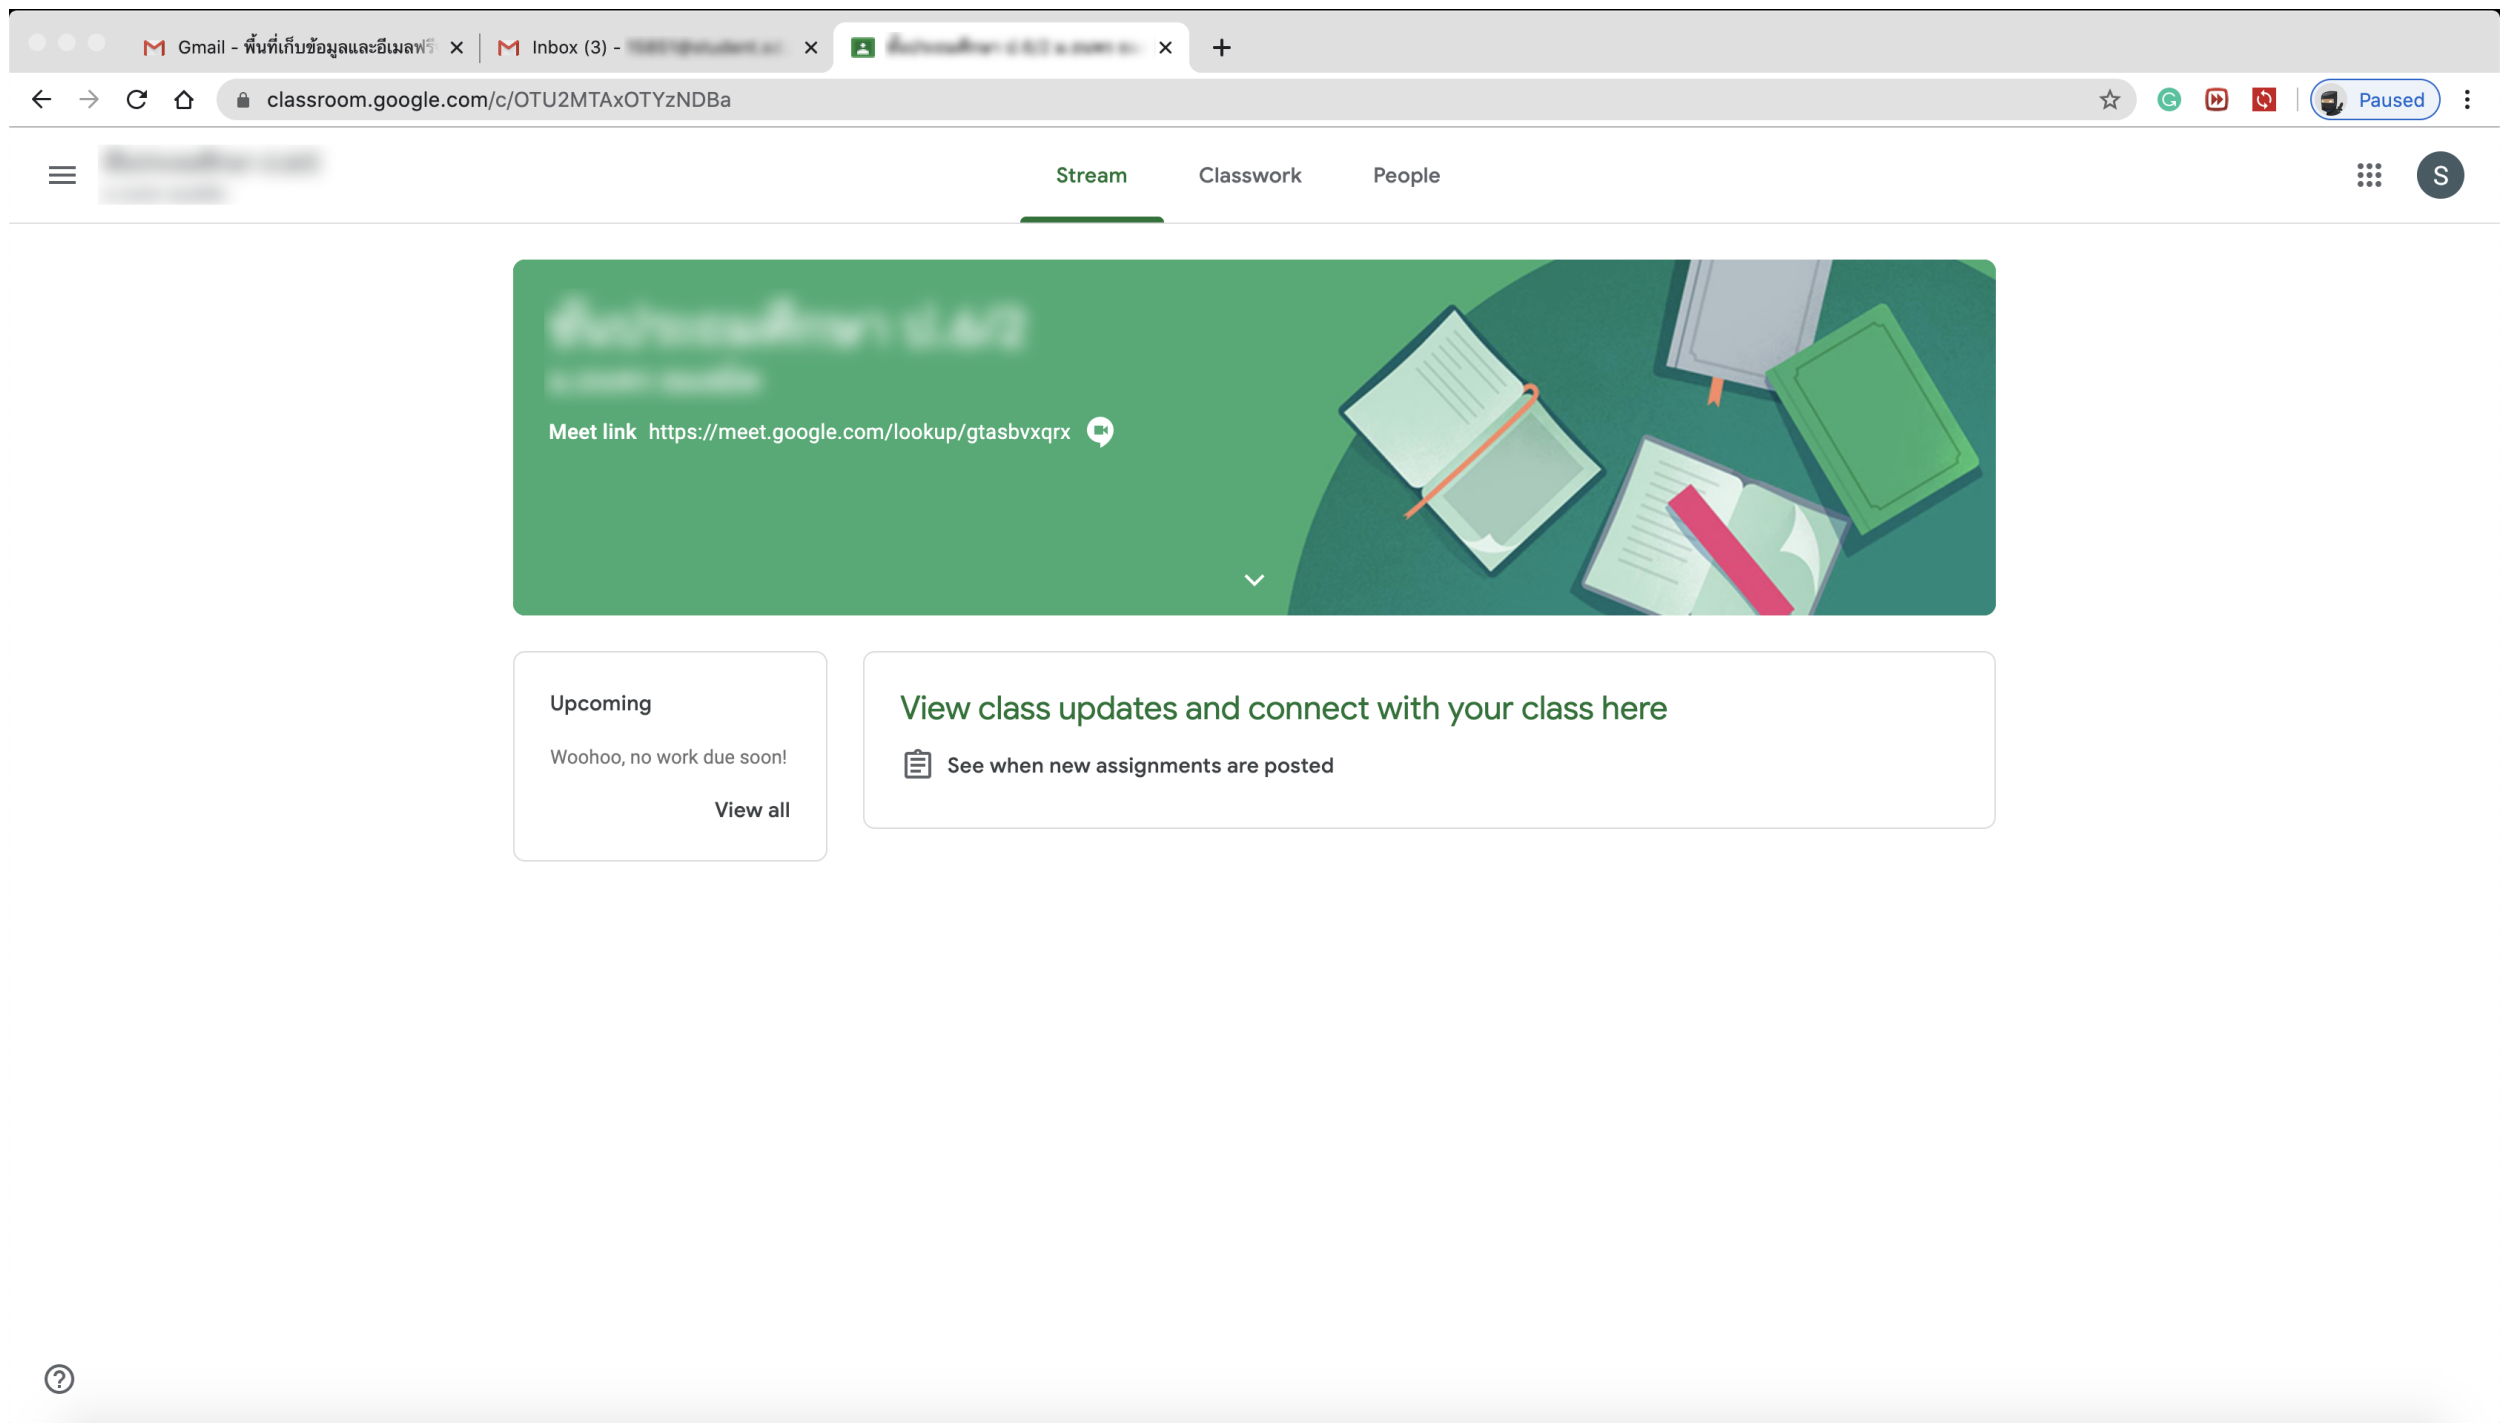 Gmail - พื้นที่เก็บข้อมูลและอีเมลฟรี
Inbox (3) -
classroom.google.com/c/OTU2MTAxOTYzNDBa
Paused
Stream
Classwork
People
S
Meet link https://meet.google.com/lookup/gtasbvxqrx
Upcoming
Woohoo, no work due soon!
View all
View class updates and connect with your class here
See when new assignments are posted